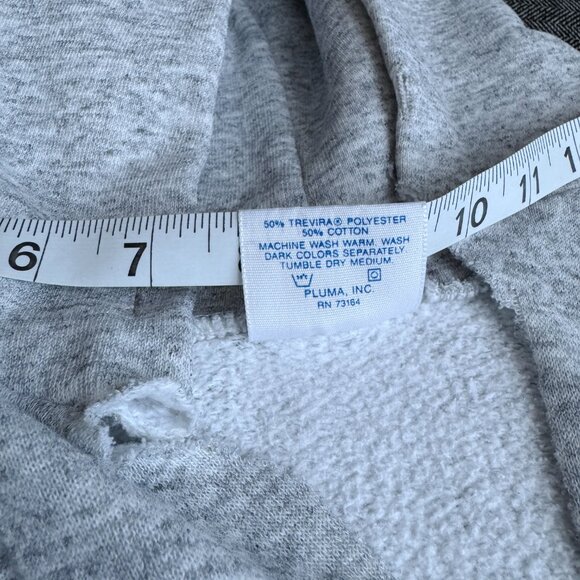 50% TREVIRA® POLYESTER
50% COTTON
MACHINE WASH WARM. WASH
DARK COLORS SEPARATELY
TUMBLE DRY MEDIUM.
PLUMA, INC.
RN 73164
6 7 10 11 1